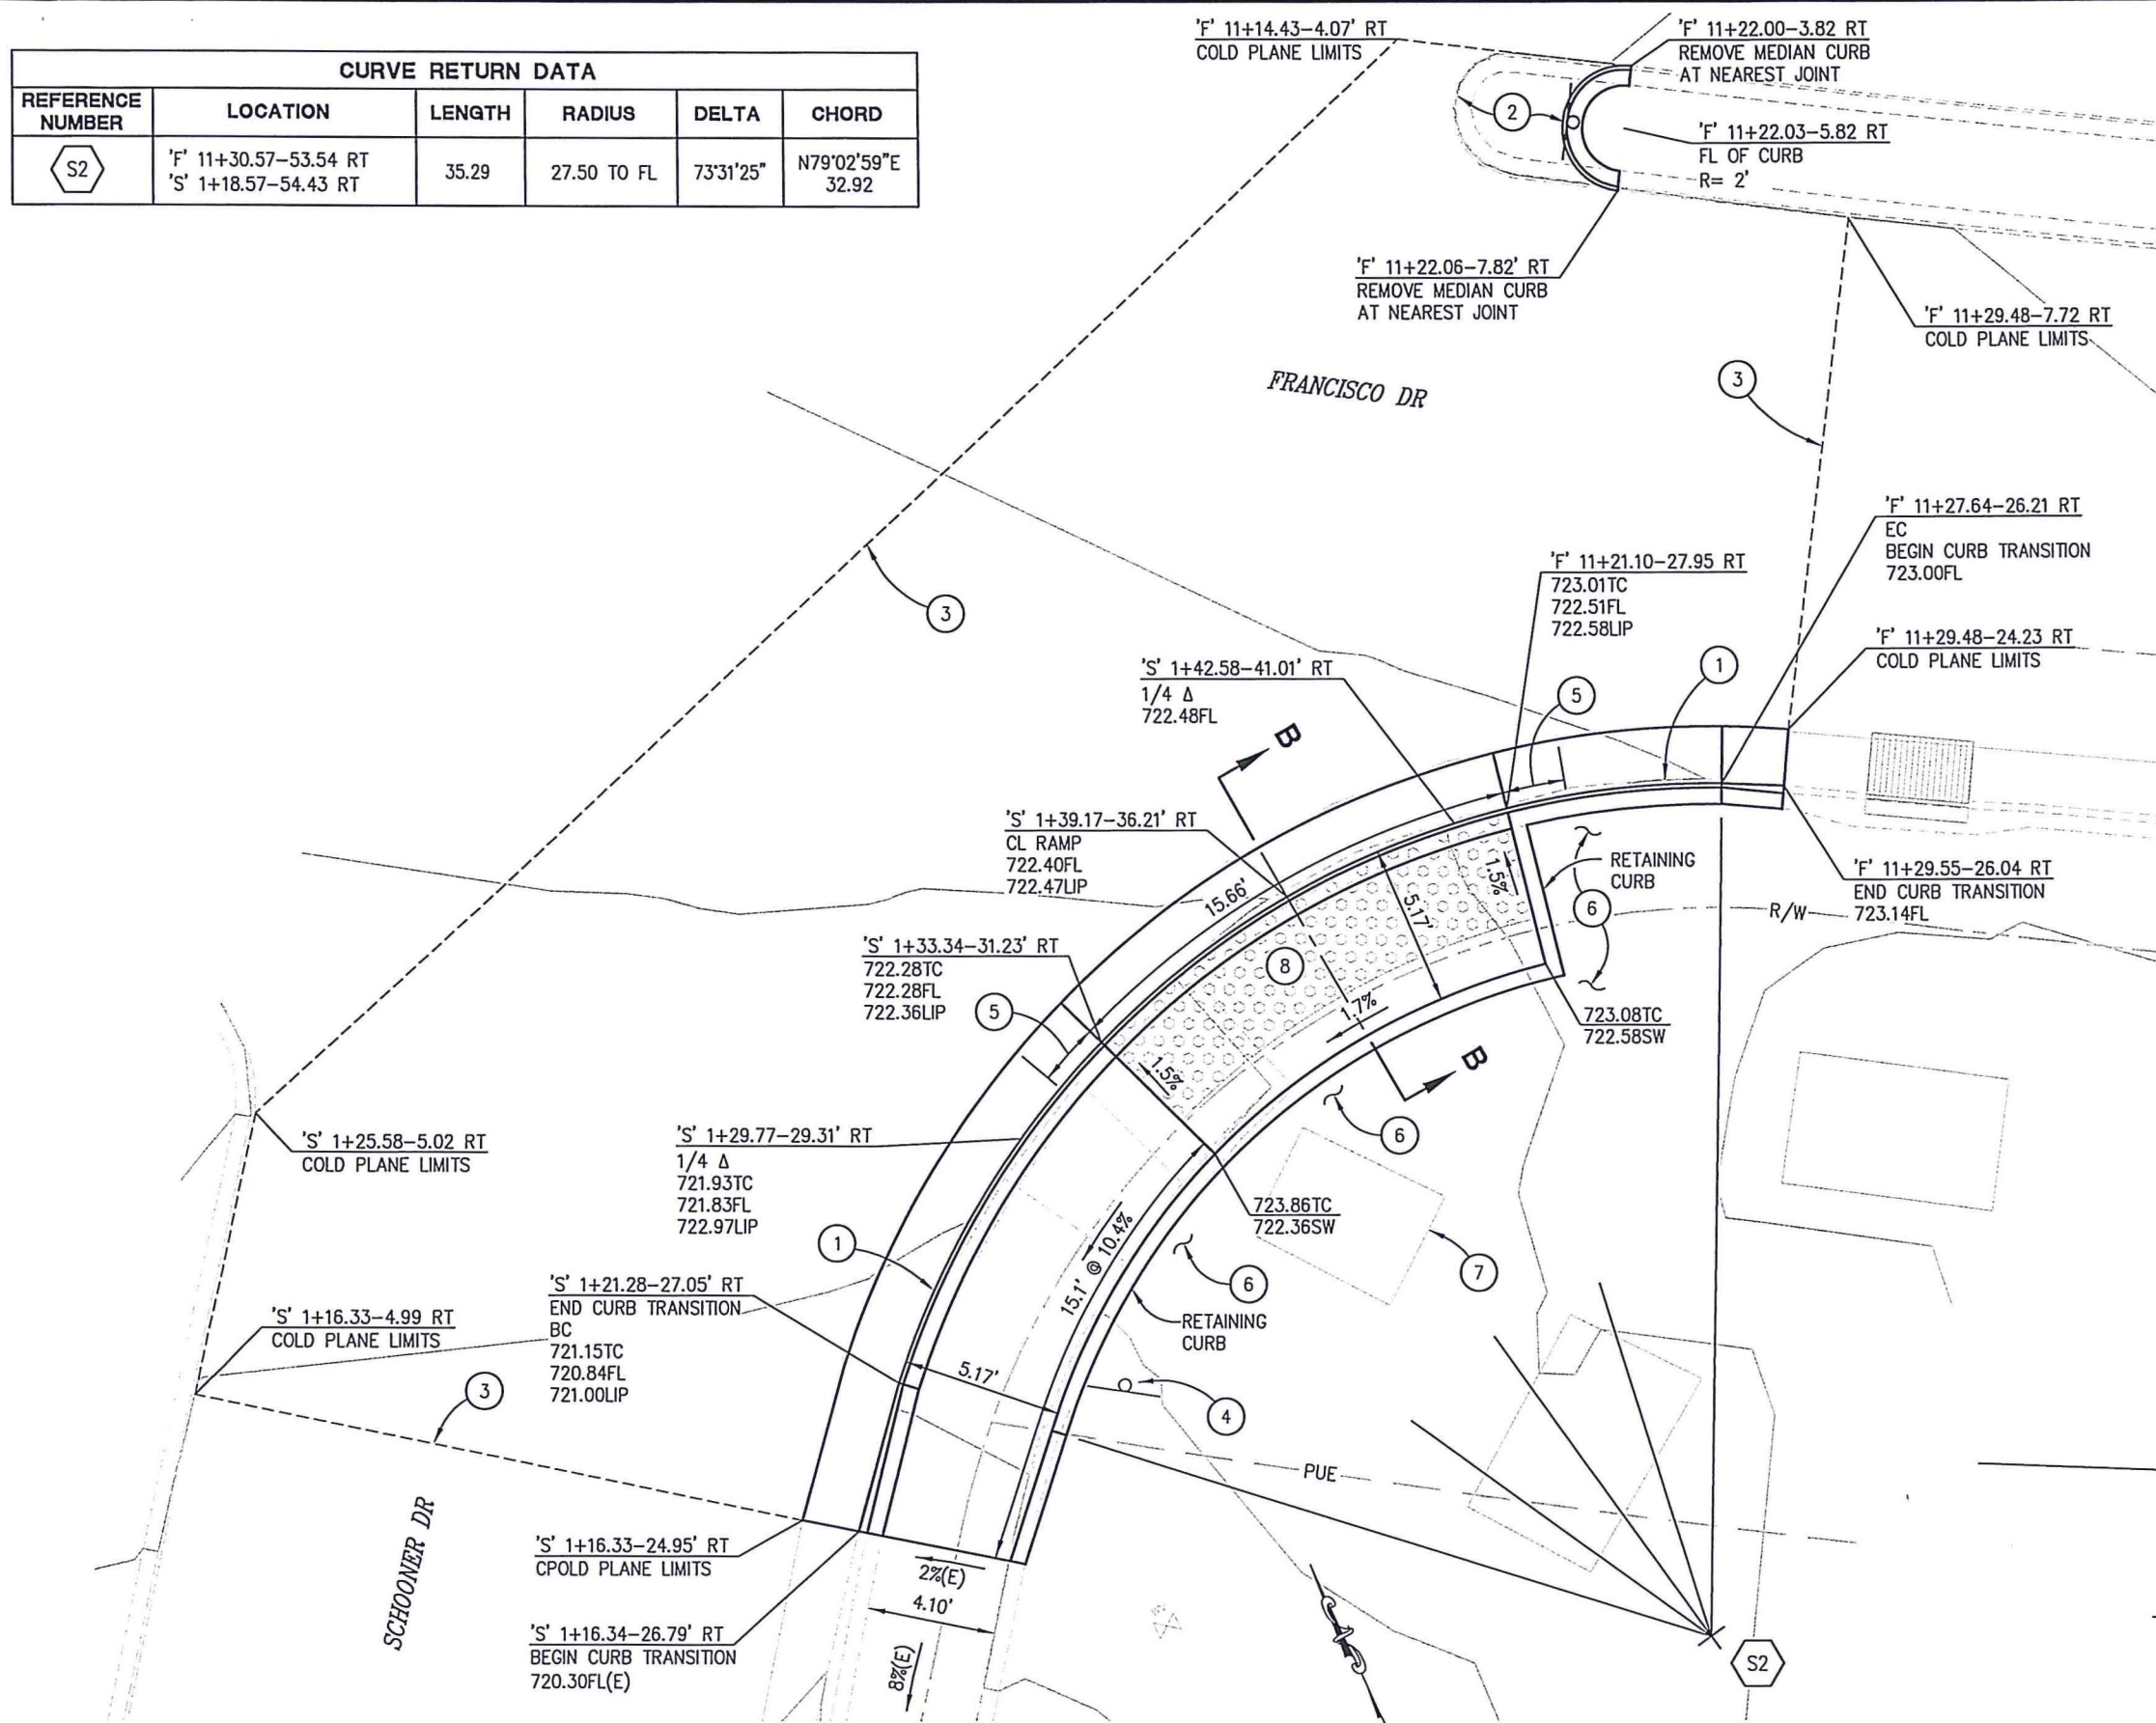 CURVE RETURN DATA
REFERENCE NUMBER LOCATION LENGTH RADIUS DELTA CHORD
S2 'F' 11+30.57-53.54 RT 35.29 27.50 TO FL 73°31'25" N79°02'59"E
'S' 1+18.57-54.43 RT 32.92
'F' 11+14.43-4.07' RT
COLD PLANE LIMITS
'F' 11+22.00-3.82 RT
REMOVE MEDIAN CURB
AT NEAREST JOINT
2
'F' 11+22.03-5.82 RT
FL OF CURB
R= 2'
'F' 11+22.06-7.82' RT
REMOVE MEDIAN CURB
AT NEAREST JOINT
'F' 11+29.48-7.72 RT
COLD PLANE LIMITS
FRANCISCO DR
3
'F' 11+27.64-26.21 RT
EC
BEGIN CURB TRANSITION
723.00FL
'F' 11+21.10-27.95 RT
723.01TC
722.51FL
722.58LIP
3
'F' 11+29.48-24.23 RT
COLD PLANE LIMITS
1
'S' 1+42.58-41.01' RT
1/4 Δ
722.48FL
5
B
'S' 1+39.17-36.21' RT
CL RAMP
722.40FL
722.47LIP
15.66'
1.5%
5.17'
RETAINING
CURB
6
'F' 11+29.55-26.04 RT
END CURB TRANSITION
723.14FL
R/W
'S' 1+33.34-31.23' RT
722.28TC
722.28FL
722.36LIP
5
8
1.7%
723.08TC
722.58SW
B
1.5%
6
'S' 1+25.58-5.02 RT
COLD PLANE LIMITS
'S' 1+29.77-29.31' RT
1/4 Δ
721.93TC
721.83FL
722.97LIP
1
723.86TC
722.36SW
15.1' @ 10.4%
6
7
RETAINING
CURB
'S' 1+21.28-27.05' RT
END CURB TRANSITION
BC
721.15TC
720.84FL
721.00LIP
'S' 1+16.33-4.99 RT
COLD PLANE LIMITS
3
5.17'
4
PUE
SCHOONER DR
'S' 1+16.33-24.95' RT
CPOLD PLANE LIMITS
2%(E)
4.10'
'S' 1+16.34-26.79' RT
BEGIN CURB TRANSITION
720.30FL(E)
8%(E)
S2